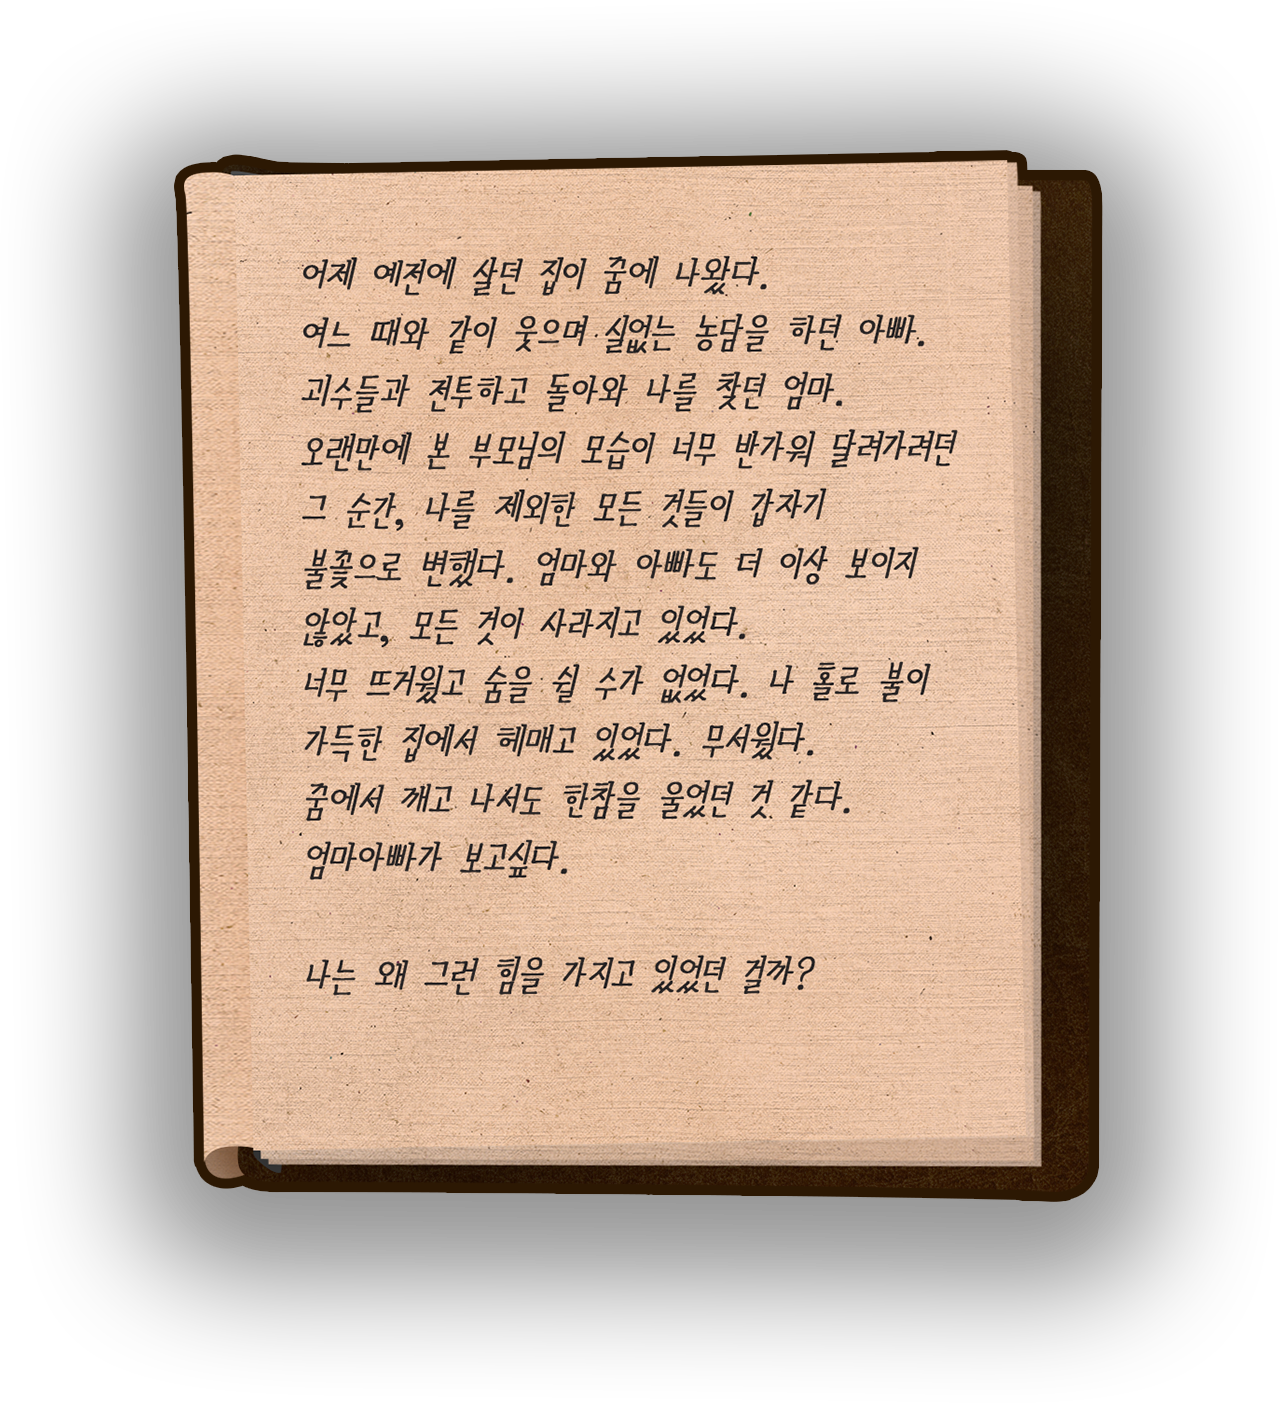 어제 예전에 살던 집이 꿈에 나왔다.
여느 때와 같이 웃으며 실없는 농담을 하던 아빠.
괴수들과 전투하고 돌아와 나를 찾던 엄마.
오랜만에 본 부모님의 모습이 너무 반가워 달려가려던
그 순간, 나를 제외한 모든 것들이 갑자기
불꽃으로 변했다. 엄마와 아빠도 더 이상 보이지
않았고, 모든 것이 사라지고 있었다.
너무 뜨거웠고 숨을 쉴 수가 없었다. 나 홀로 불이
가득한 집에서 헤매고 있었다. 무서웠다.
꿈에서 깨고 나서도 한참을 울었던 것 같다.
엄마아빠가 보고싶다.
나는 왜 그런 힘을 가지고 있었던 걸까?